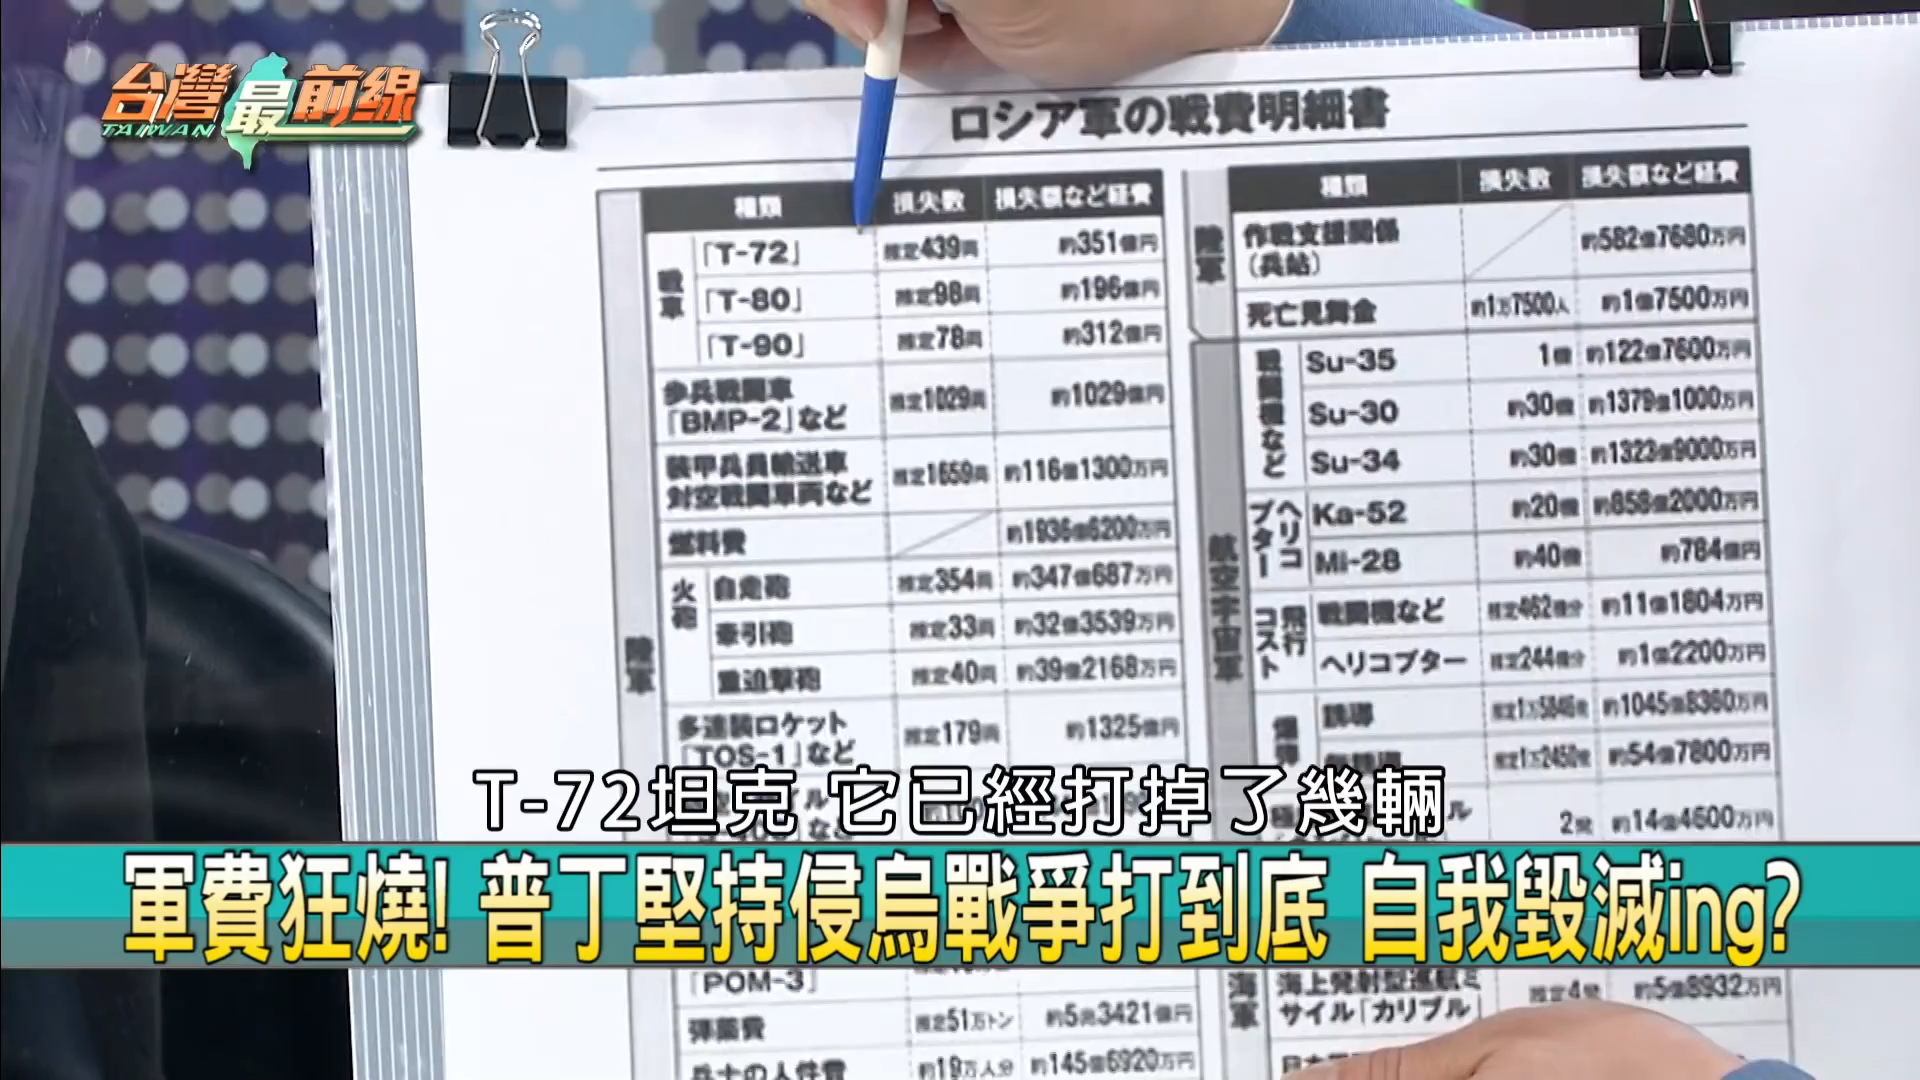 台灣最前線
TAIWAN
ロシア軍の戦費明細書
種類 損失数 損失額など経費
陸軍
戦車
「T-72」 推定439両 約351億円
「T-80」 推定98両 約196億円
「T-90」 推定78両 約312億円
歩兵戦闘車
「BMP-2」など 推定1029両 約1029億円
装甲兵員輸送車
対空戦闘車両など 推定1659両 約116億1300万円
燃料費 約1936億6200万円
火砲
自走砲 推定354両 約347億687万円
牽引砲 推定33両 約32億3539万円
重迫撃砲 推定40両 約39億2168万円
多連装ロケット
「TOS-1」など 推定179両 約1325億円
「POM-3」
弾薬費 推定51万トン 約5兆3421億円
兵士の人件費 約19万人分 約145億6920万円
種類 損失数 損失額など経費
陸軍
作戦支援関係
(兵站) 約582億7680万円
死亡見舞金 約1万7500人 約1億7500万円
航空宇宙軍
戦闘機など
Su-35 1機 約122億7600万円
Su-30 約30機 約1379億1000万円
Su-34 約30機 約1323億9000万円
ヘリコプター
Ka-52 約20機 約858億2000万円
Mi-28 約40機 約784億円
飛行コスト
戦闘機など 推定462機分 約11億1804万円
ヘリコプター 推定244機分 約1億2200万円
爆弾
誘導 推定1万5846発 約1045億8360万円
推定1万2450発 約54億7800万円
2発 約14億4600万円
海軍
海上発射型巡航ミ
サイル「カリブル」 推定4発 約5億8932万円
T-72坦克 它已經打掉了幾輛
軍費狂燒! 普丁堅持侵烏戰爭打到底 自我毀滅ing?